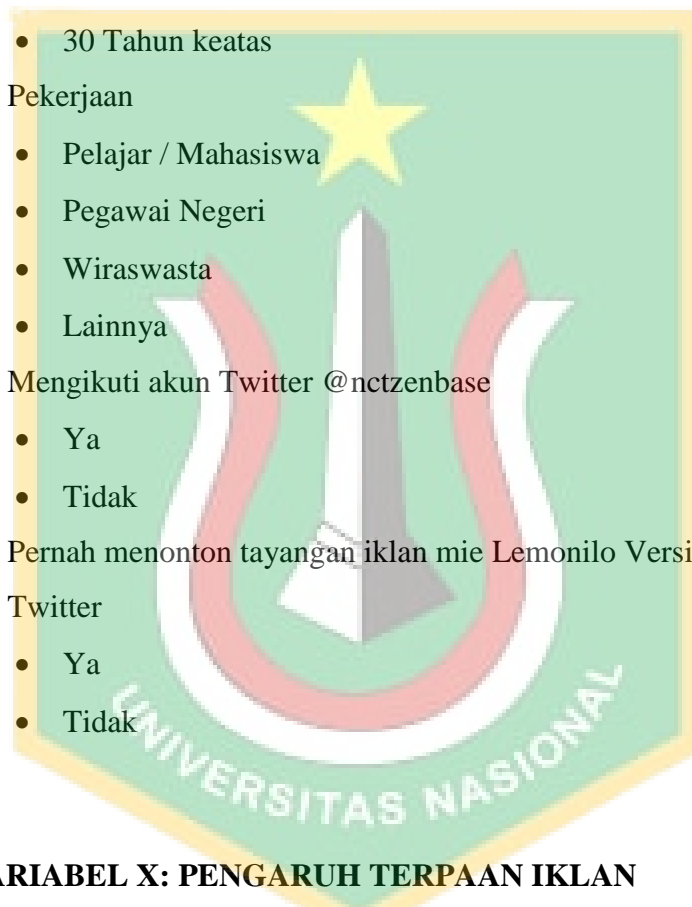 • 30 Tahun keatas
Pekerjaan
• Pelajar / Mahasiswa
• Pegawai Negeri
• Wiraswasta
• Lainnya
Mengikuti akun Twitter @nctzenbase
• Ya
• Tidak
Pernah menonton tayangan iklan mie Lemonilo Versi
Twitter
• Ya
• Tidak
UNIVERSITAS NASIONAL
ARIABEL X: PENGARUH TERPAAN IKLAN